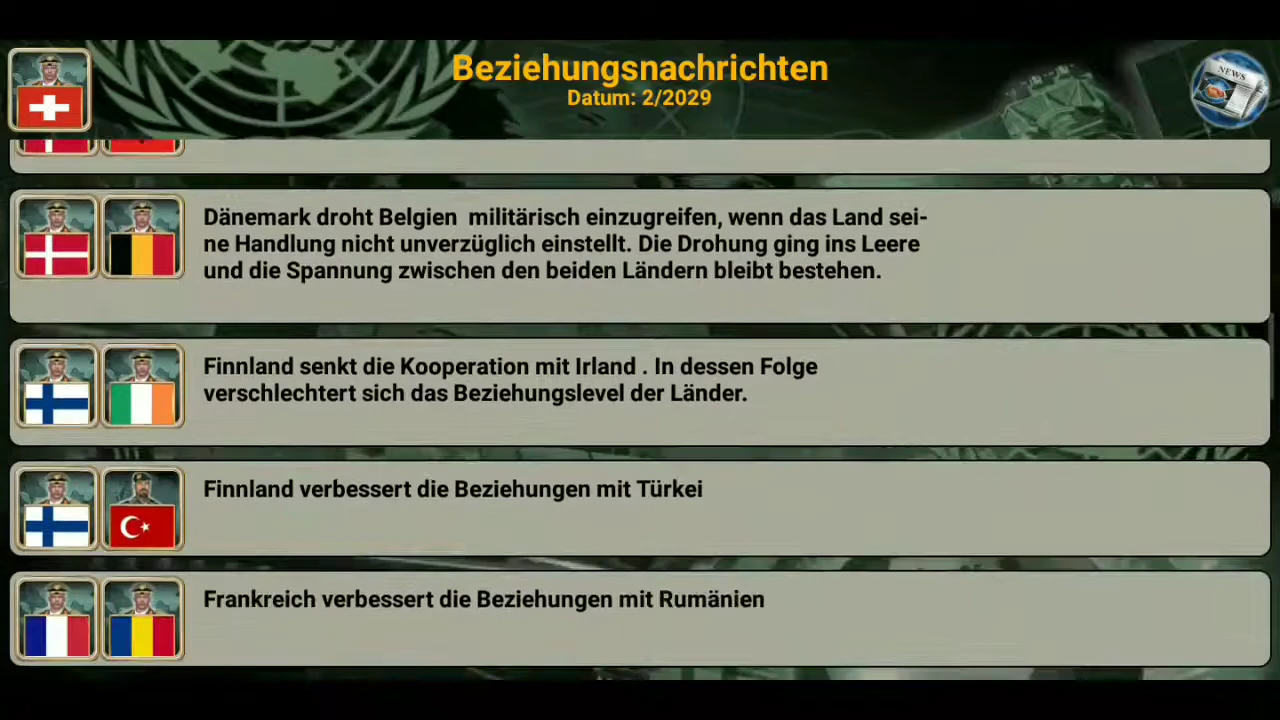 Beziehungsnachrichten
Datum: 2/2029
NEWS
Dänemark droht Belgien  militärisch einzugreifen, wenn das Land sei-
ne Handlung nicht unverzüglich einstellt. Die Drohung ging ins Leere
und die Spannung zwischen den beiden Ländern bleibt bestehen.
Finnland senkt die Kooperation mit Irland . In dessen Folge
verschlechtert sich das Beziehungslevel der Länder.
Finnland verbessert die Beziehungen mit Türkei
Frankreich verbessert die Beziehungen mit Rumänien